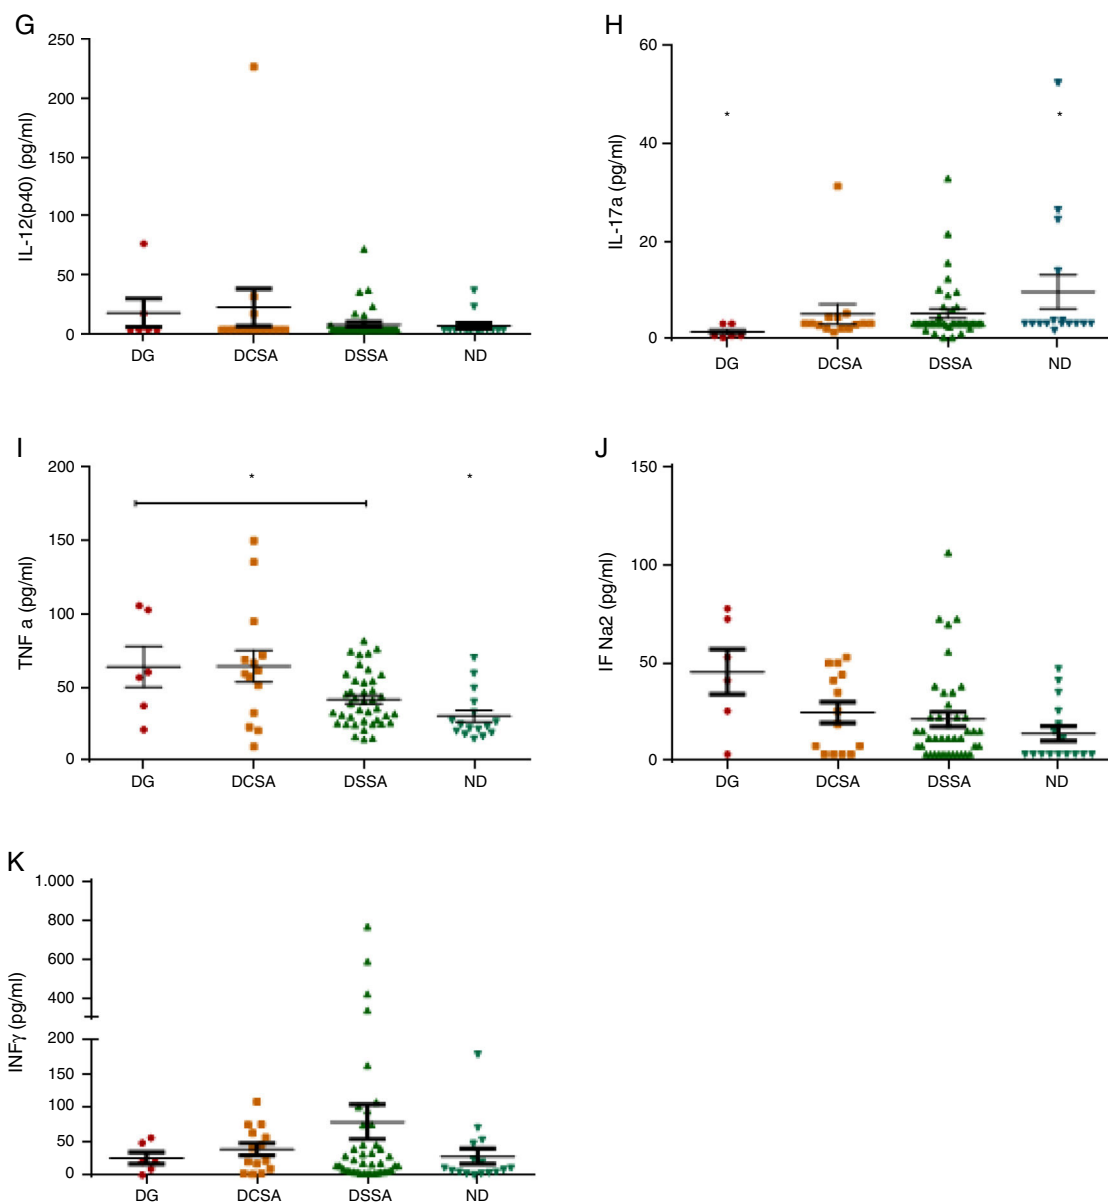 G
250
200
150
100
50
0
IL-12(p40) (pg/ml)
DG DCSA DSSA ND
H
60
40
20
0
IL-17a (pg/ml)
* *
DG DCSA DSSA ND
I
200
150
100
50
0
TNF a (pg/ml)
* *
DG DCSA DSSA ND
J
150
100
50
0
IF Na2 (pg/ml)
DG DCSA DSSA ND
K
1.000
800
600
400
200
150
100
50
0
INFγ (pg/ml)
DG DCSA DSSA ND